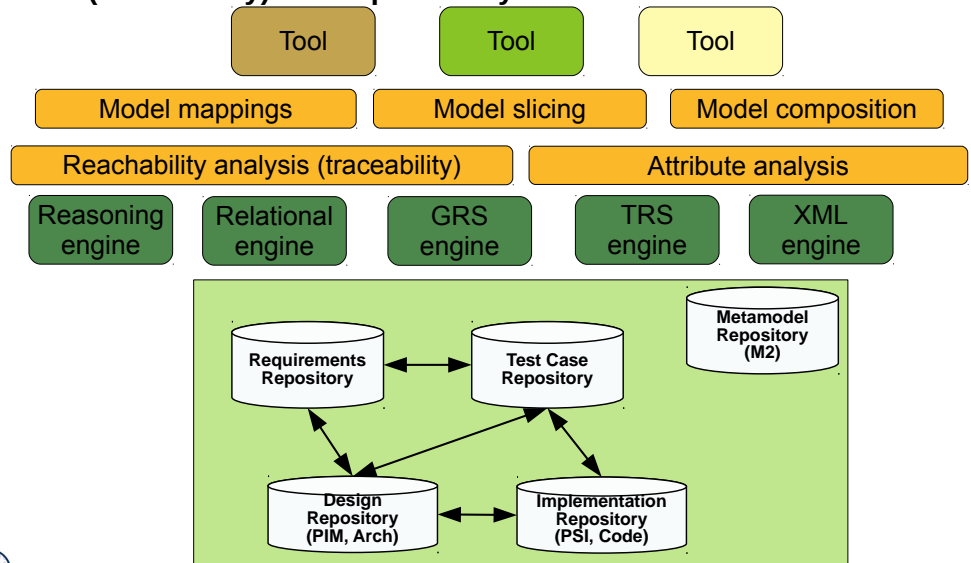 Tool
Tool
Tool
Model mappings
Model slicing
Model composition
Reachability analysis (traceability)
Attribute analysis
Reasoning
engine
Relational
engine
GRS
engine
TRS
engine
XML
engine
Metamodel
Repository
(M2)
Requirements
Repository
Test Case
Repository
Design
Repository
(PIM, Arch)
Implementation
Repository
(PSI, Code)